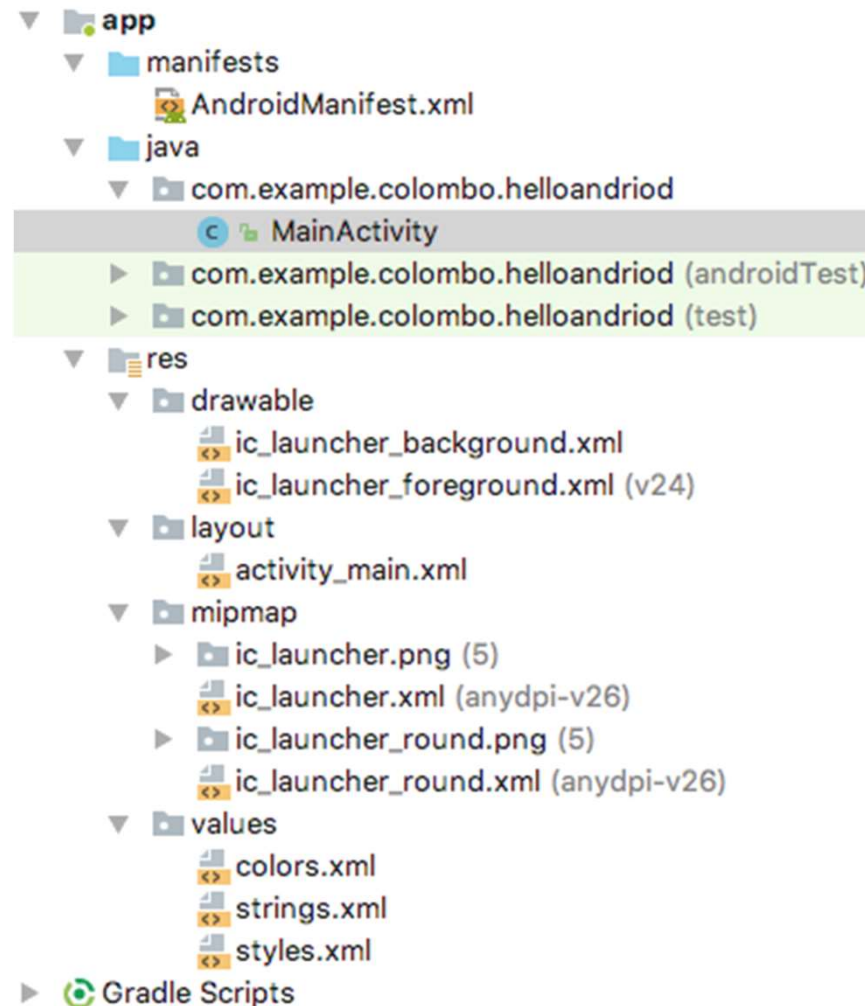 app
manifests
AndroidManifest.xml
java
com.example.colombo.helloandriod
MainActivity
com.example.colombo.helloandriod (androidTest)
com.example.colombo.helloandriod (test)
res
drawable
ic_launcher_background.xml
ic_launcher_foreground.xml (v24)
layout
activity_main.xml
mipmap
ic_launcher.png (5)
ic_launcher.xml (anydpi-v26)
ic_launcher_round.png (5)
ic_launcher_round.xml (anydpi-v26)
values
colors.xml
strings.xml
styles.xml
Gradle Scripts